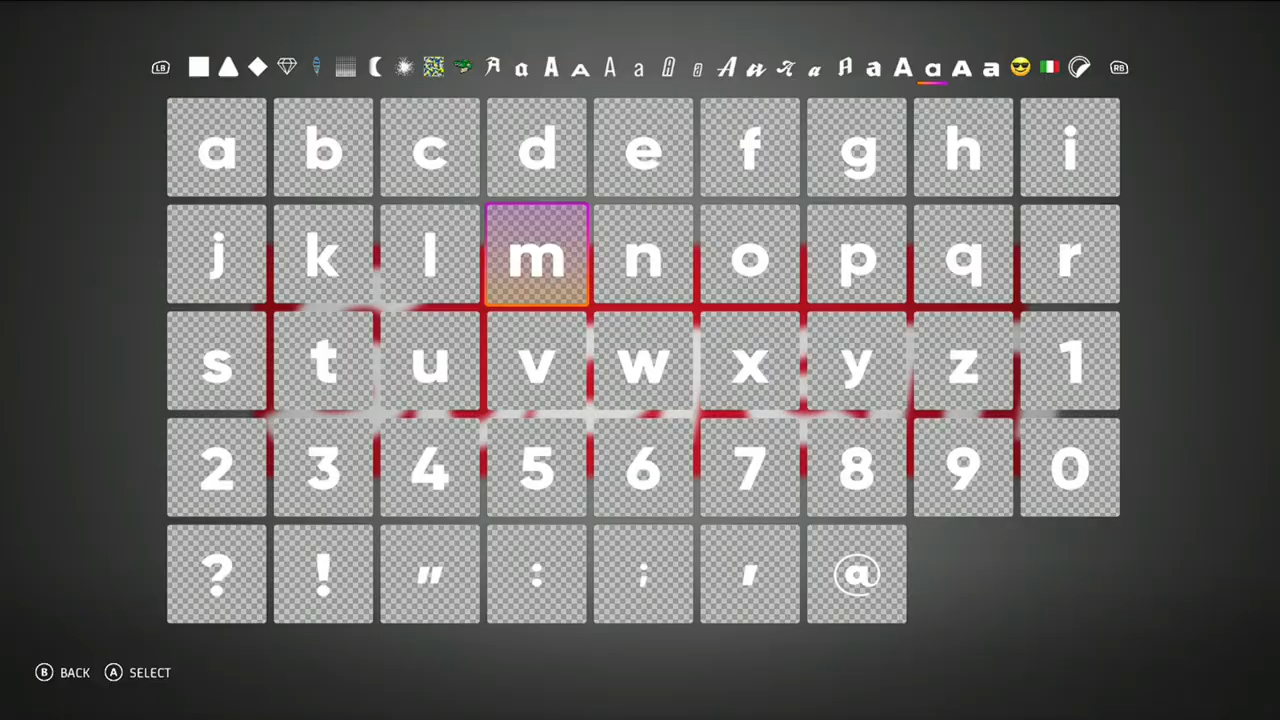 LB A a A A A a A a A n A a A a A a A a RB
a b c d e f g h i
j k l m n o p q r
s t u v w x y z 1
2 3 4 5 6 7 8 9 0
? ! " : ; ' @
B BACK A SELECT